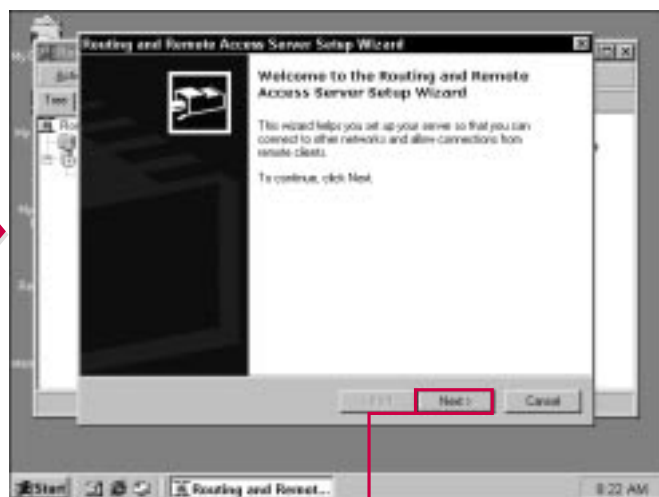 Routing and Remote Access Server Setup Wizard
Tree
Welcome to the Routing and Remote
Access Server Setup Wizard
This wizard helps you set up your server so that you can
connect to other networks and allow connections from
remote clients.
To continue, click Next.
Next >
Cancel
Start
Routing and Remot...
8:22 AM